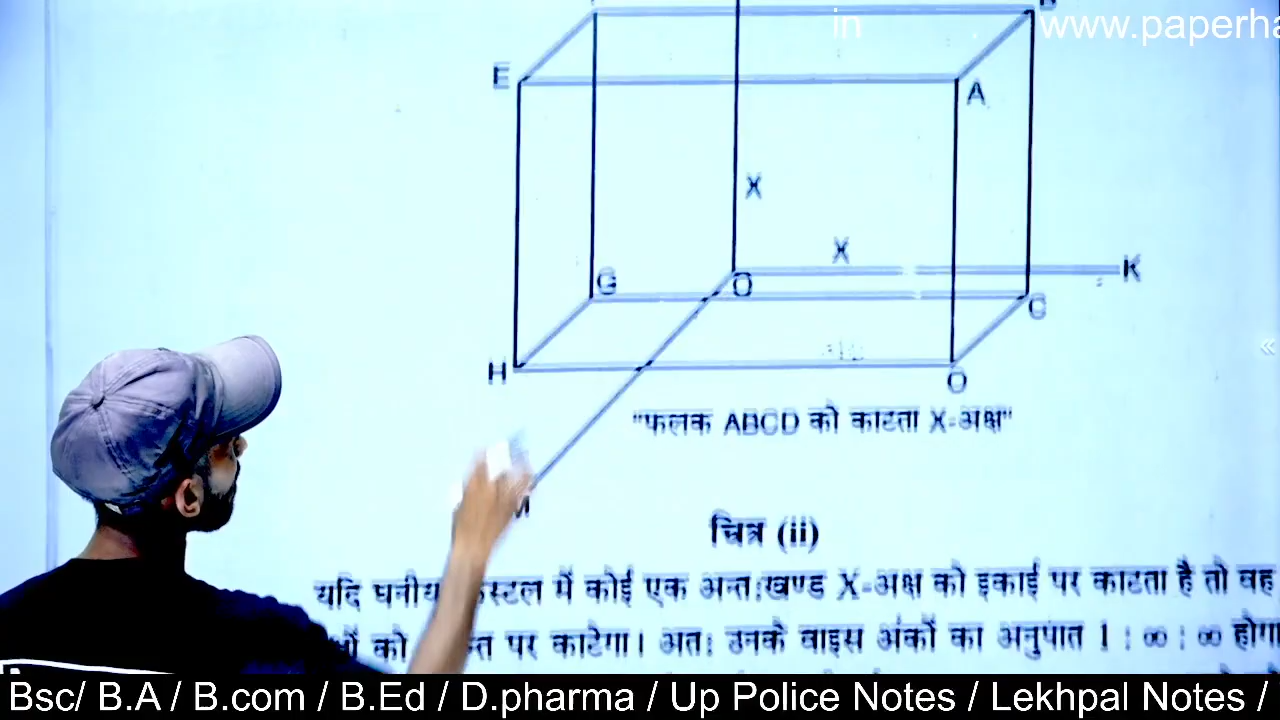 in www.paperha
E
A
X
X
G
O
K
C
H
O
"फलक ABCD को काटता X-अक्ष"
चित्र (ii)
यदि घनीय में कोई एक अन्त:खण्ड X-अक्ष को इकाई पर काटता है तो वह
को पर काटेगा। अत: उनके वाइस अंकों का अनुपात 1 : ∞ : ∞ होगा
Bsc/ B.A / B.com / B.Ed / D.pharma / Up Police Notes / Lekhpal Notes /